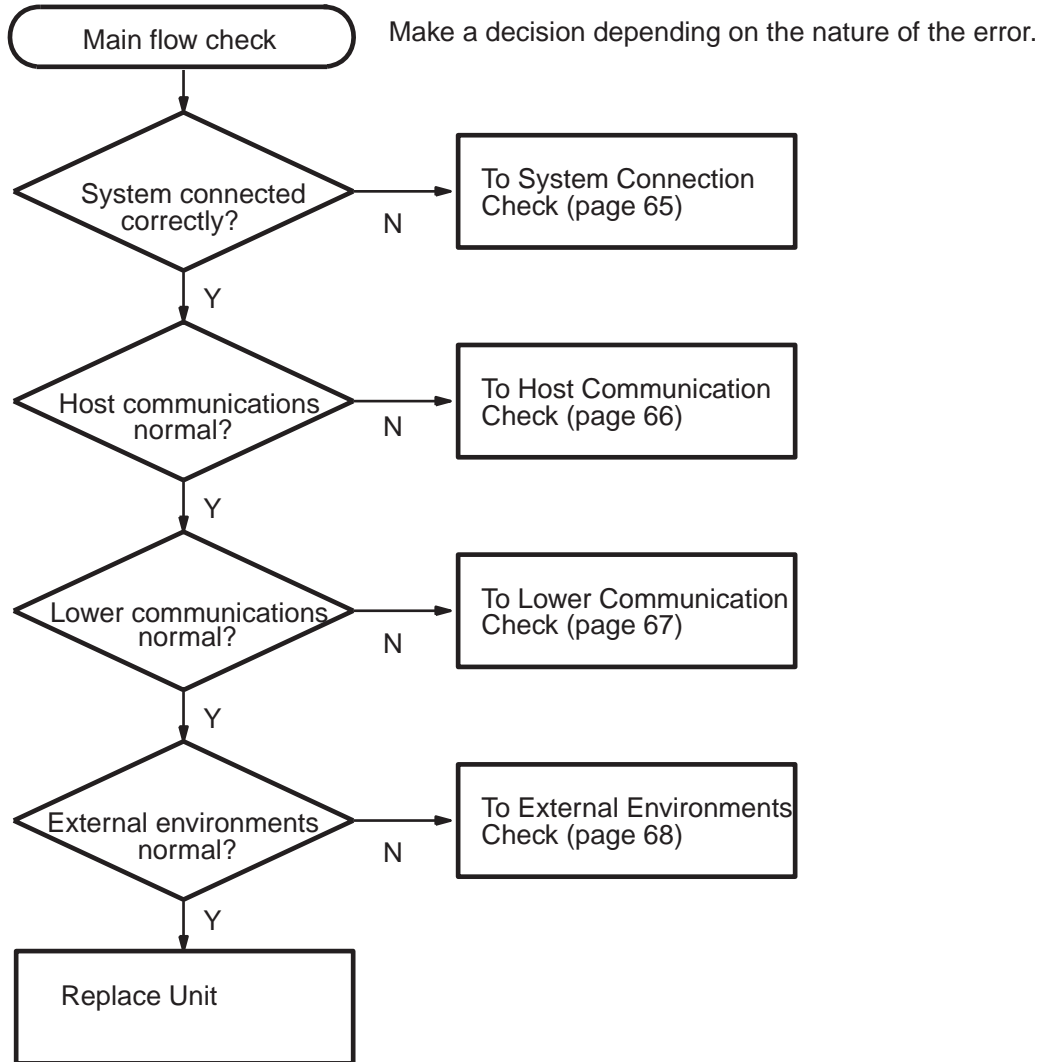 Main flow check
Make a decision depending on the nature of the error.
System connected
correctly?
N
To System Connection
Check (page 65)
Y
Host communications
normal?
N
To Host Communication
Check (page 66)
Y
Lower communications
normal?
N
To Lower Communication
Check (page 67)
Y
External environments
normal?
N
To External Environments
Check (page 68)
Y
Replace Unit